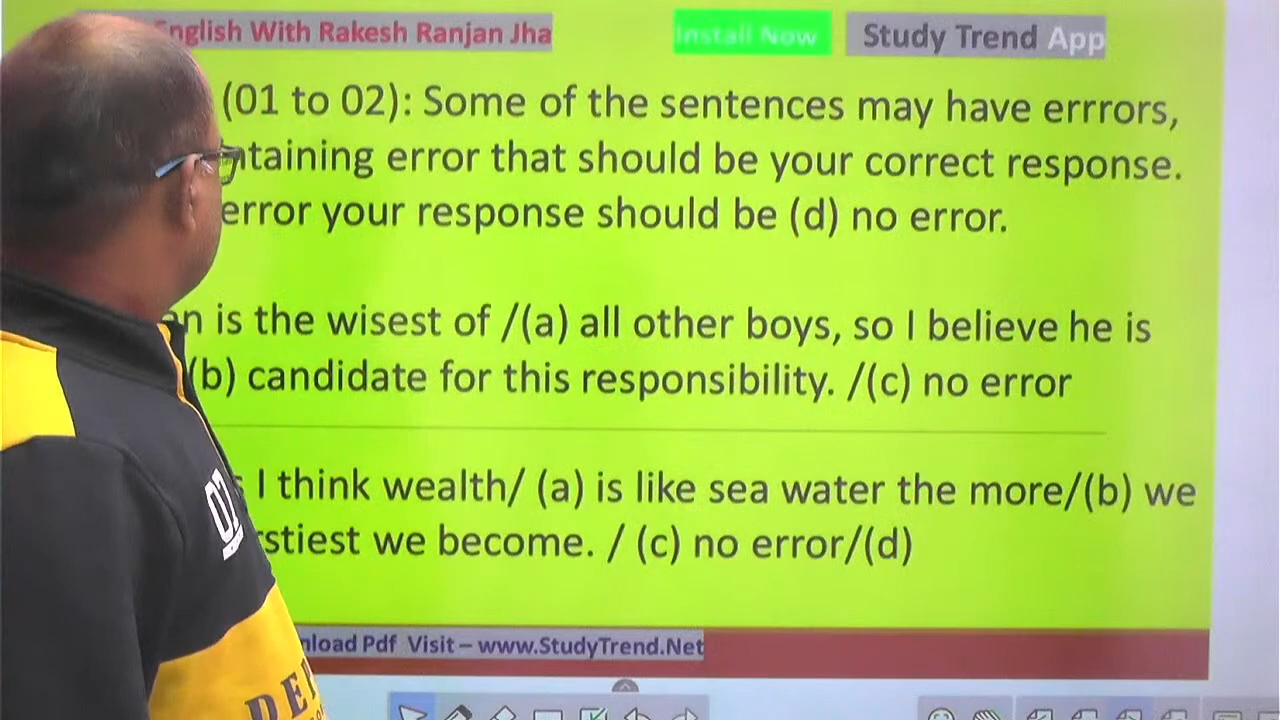 English With Rakesh Ranjan Jha Install Now Study Trend App
(01 to 02): Some of the sentences may have errrors,
error that should be your correct response.
error your response should be (d) no error.
is the wisest of /(a) all other boys, so I believe he is
(b) candidate for this responsibility. /(c) no error
I think wealth/ (a) is like sea water the more/(b) we
we become. / (c) no error/(d)
Pdf Visit – www.StudyTrend.Net
07